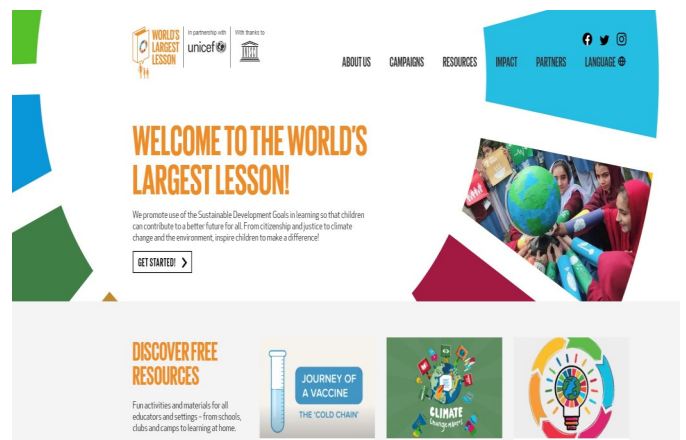 WORLD'S
LARGEST
LESSON
In partnership with
unicef
With thanks to
ABOUT US CAMPAIGNS RESOURCES IMPACT PARTNERS LANGUAGE
WELCOME TO THE WORLD'S
LARGEST LESSON!
We promote use of the Sustainable Development Goals in learning so that children
can contribute to a better future for all. From citizenship and justice to climate
change and the environment, inspire children to make a difference!
GET STARTED!
DISCOVER FREE
RESOURCES
Fun activities and materials for all
educators and settings – from schools,
clubs and camps to learning at home.
JOURNEY OF
A VACCINE
THE 'COLD CHAIN'
CLIMATE
Changemakers